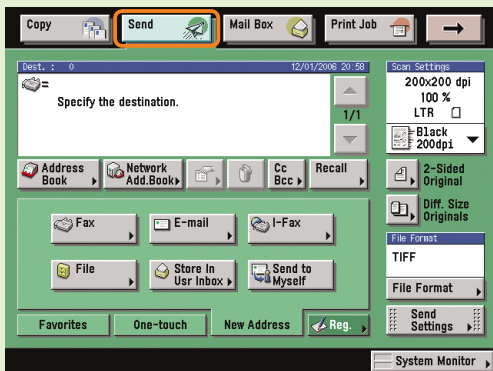 Copy
Send
Mail Box
Print Job
Dest. : 0
12/01/2006 20:58
Specify the destination.
1/1
Address
Book
Network
Add.Book
Cc
Bcc
Recall
Fax
E-mail
I-Fax
File
Store In
Usr Inbox
Send to
Myself
Favorites
One-touch
New Address
Reg.
Scan Settings
200x200 dpi
100 %
LTR
Black
200dpi
2-Sided
Original
Diff. Size
Originals
File Format
TIFF
File Format
Send
Settings
System Monitor